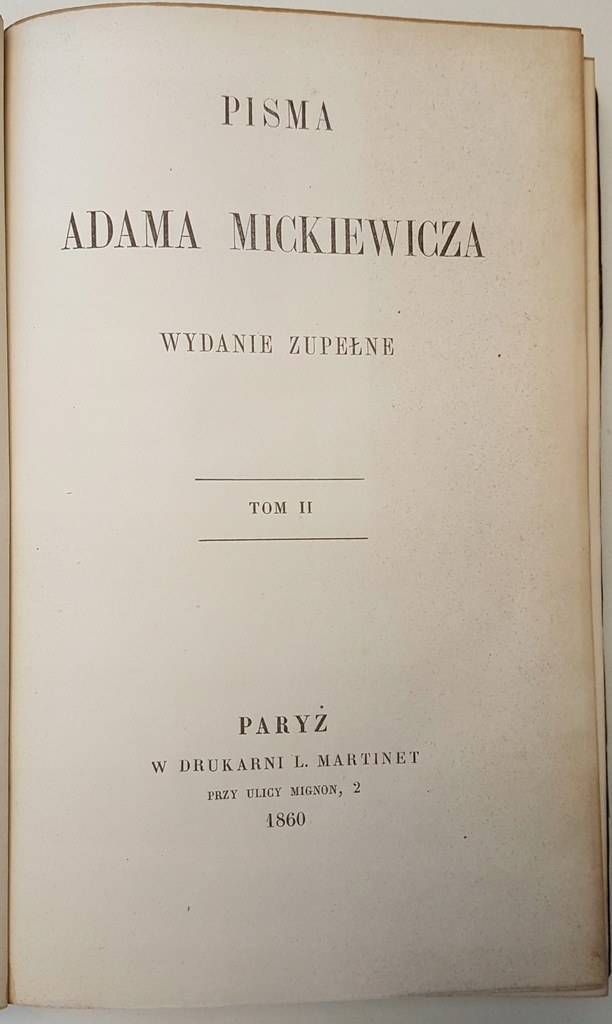 PISMA
ADAMA MICKIEWICZA
WYDANIE ZUPEŁNE
TOM II
PARYŻ
W DRUKARNI L. MARTINET
PRZY ULICY MIGNON, 2
1860